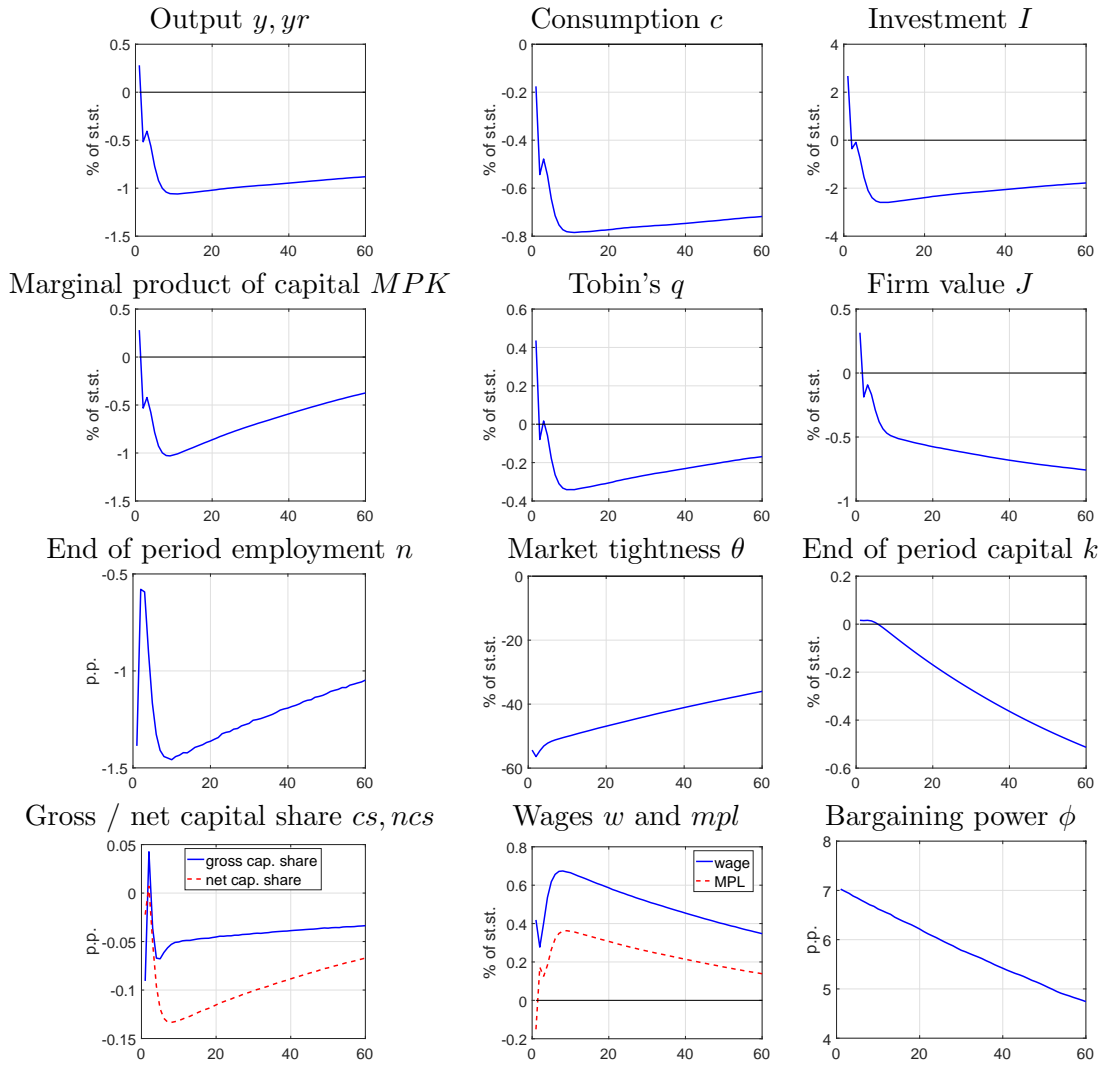 Output y, yr
Consumption c
Investment I
0.5
0
-0.5
-1
-1.5
% of st.st.
0 20 40 60
0
-0.2
-0.4
-0.6
-0.8
% of st.st.
0 20 40 60
4
2
0
-2
-4
% of st.st.
0 20 40 60
Marginal product of capital MPK
Tobin's q
Firm value J
0.5
0
-0.5
-1
-1.5
% of st.st.
0 20 40 60
0.6
0.4
0.2
0
-0.2
-0.4
% of st.st.
0 20 40 60
0.5
0
-0.5
-1
% of st.st.
0 20 40 60
End of period employment n
Market tightness θ
End of period capital k
-0.5
-1
-1.5
p.p.
0 20 40 60
0
-20
-40
-60
% of st.st.
0 20 40 60
0.2
0
-0.2
-0.4
-0.6
% of st.st.
0 20 40 60
Gross / net capital share cs, ncs
Wages w and mpl
Bargaining power ϕ
0.05
0
-0.05
-0.1
-0.15
p.p.
gross cap. share
net cap. share
0 20 40 60
0.8
0.6
0.4
0.2
0
-0.2
% of st.st.
wage
MPL
0 20 40 60
8
7
6
5
4
p.p.
0 20 40 60